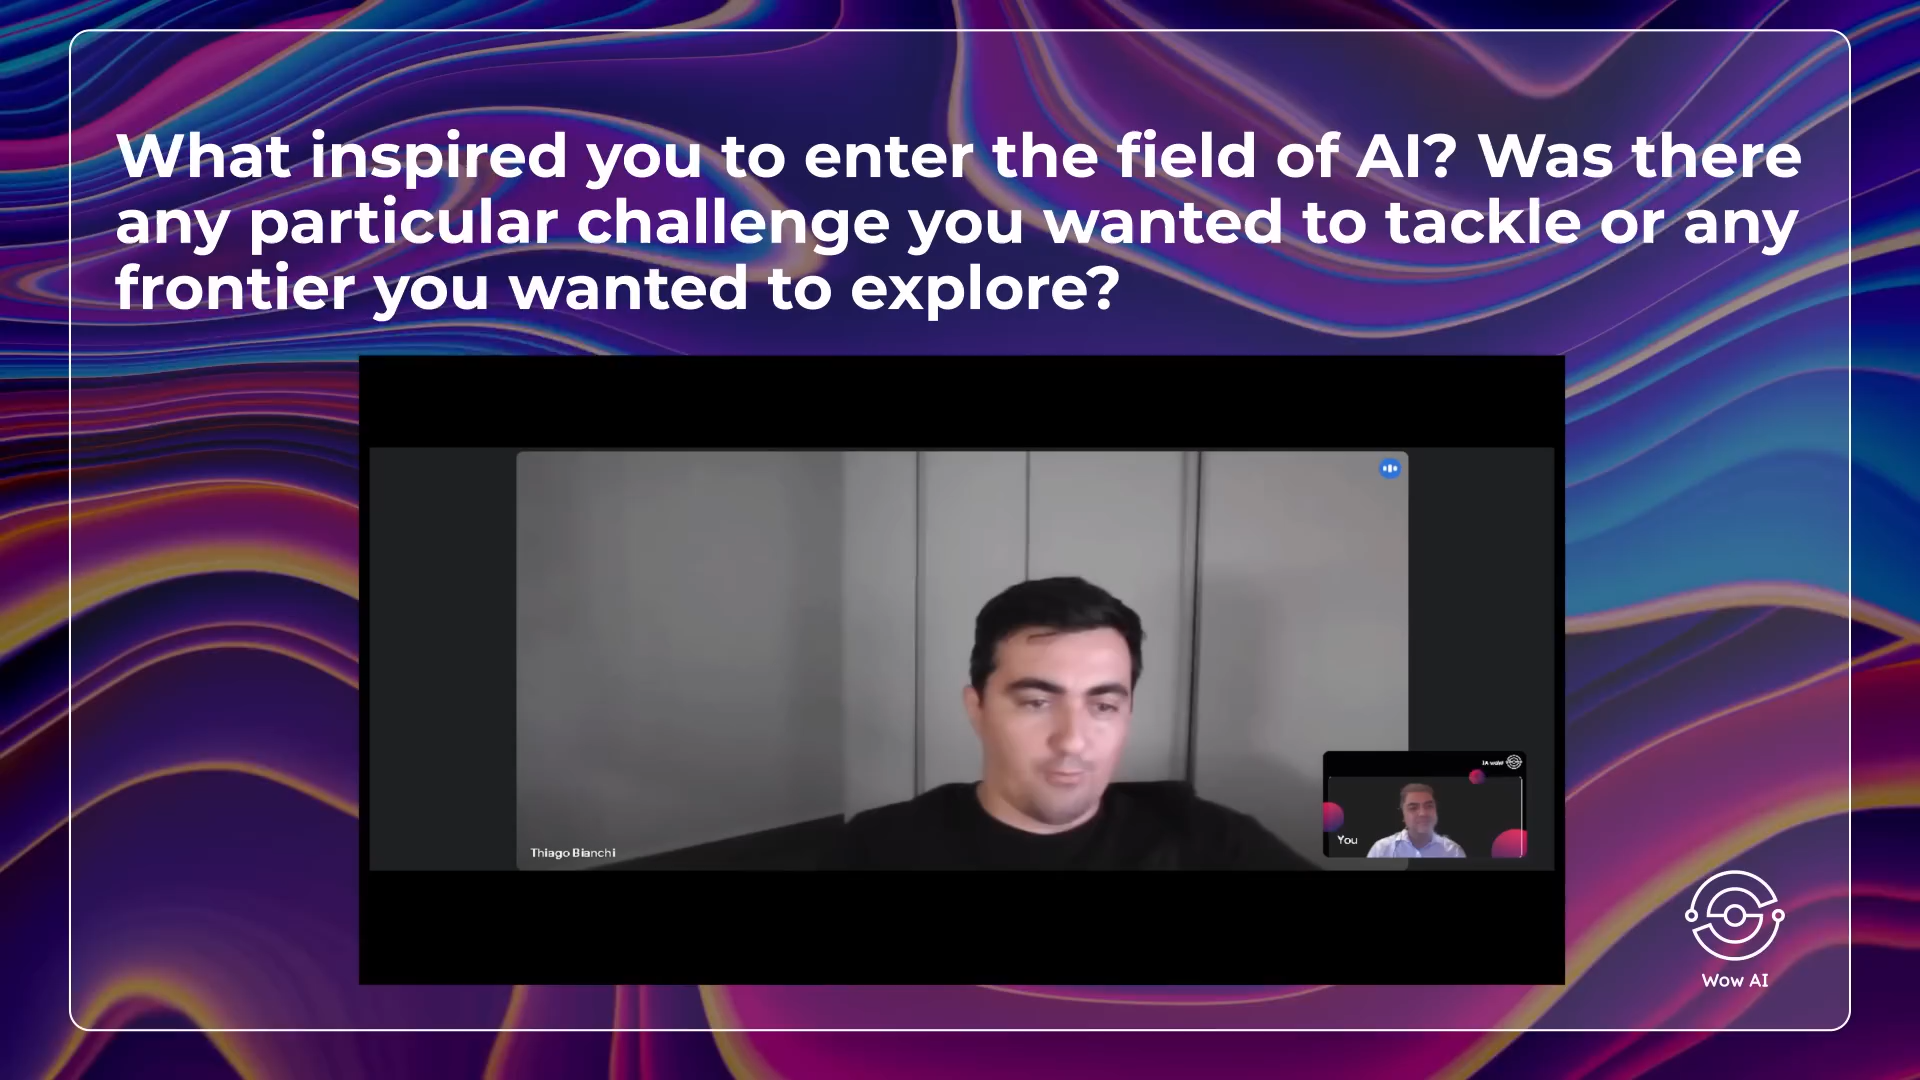 What inspired you to enter the field of AI? Was there
any particular challenge you wanted to tackle or any
frontier you wanted to explore?
Thiago Bianchi
You
Wow AI